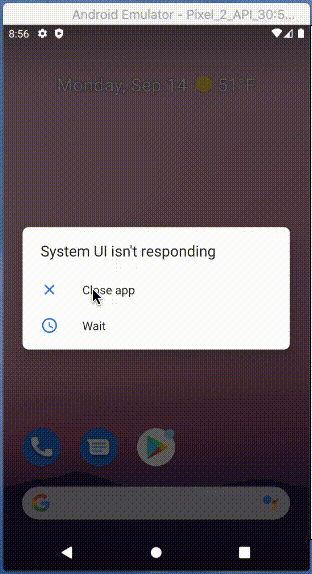 Android Emulator - Pixel_2_API_30:5...
8:56
Monday, Sep 14 51°F
System UI isn't responding
Close app
Wait